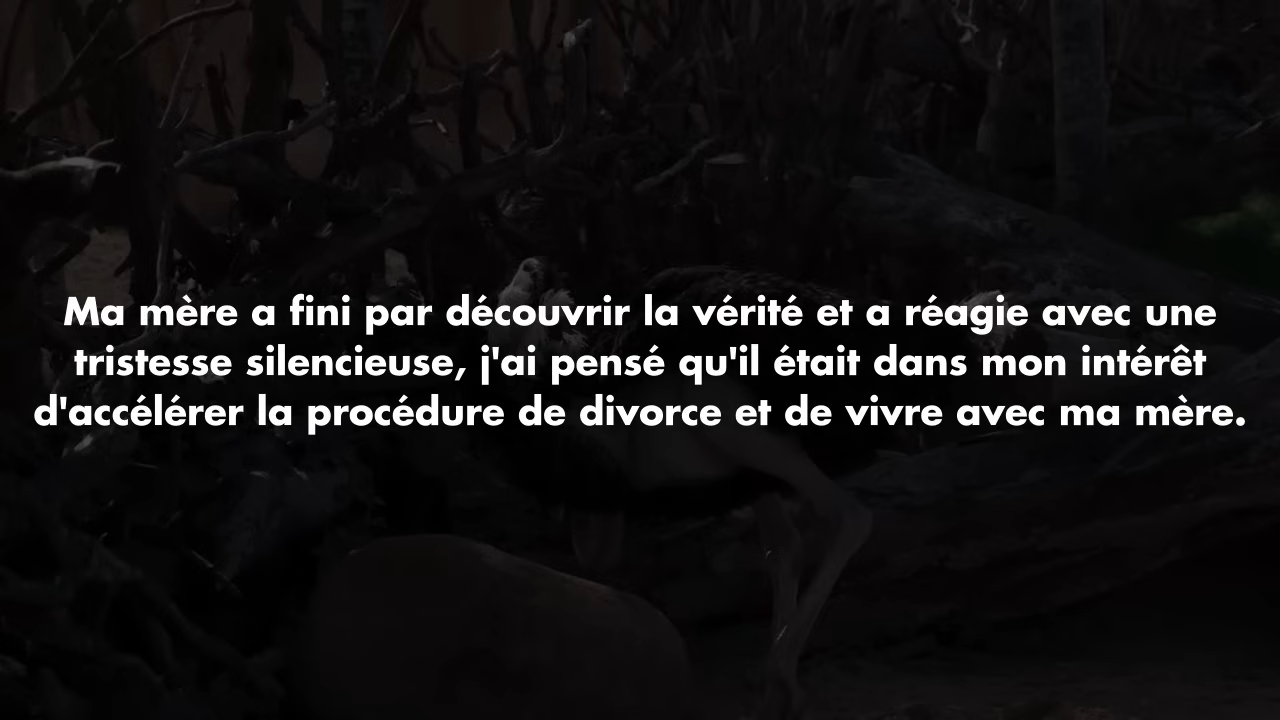 Ma mère a fini par découvrir la vérité et a réagie avec une
tristesse silencieuse, j'ai pensé qu'il était dans mon intérêt
d'accélérer la procédure de divorce et de vivre avec ma mère.